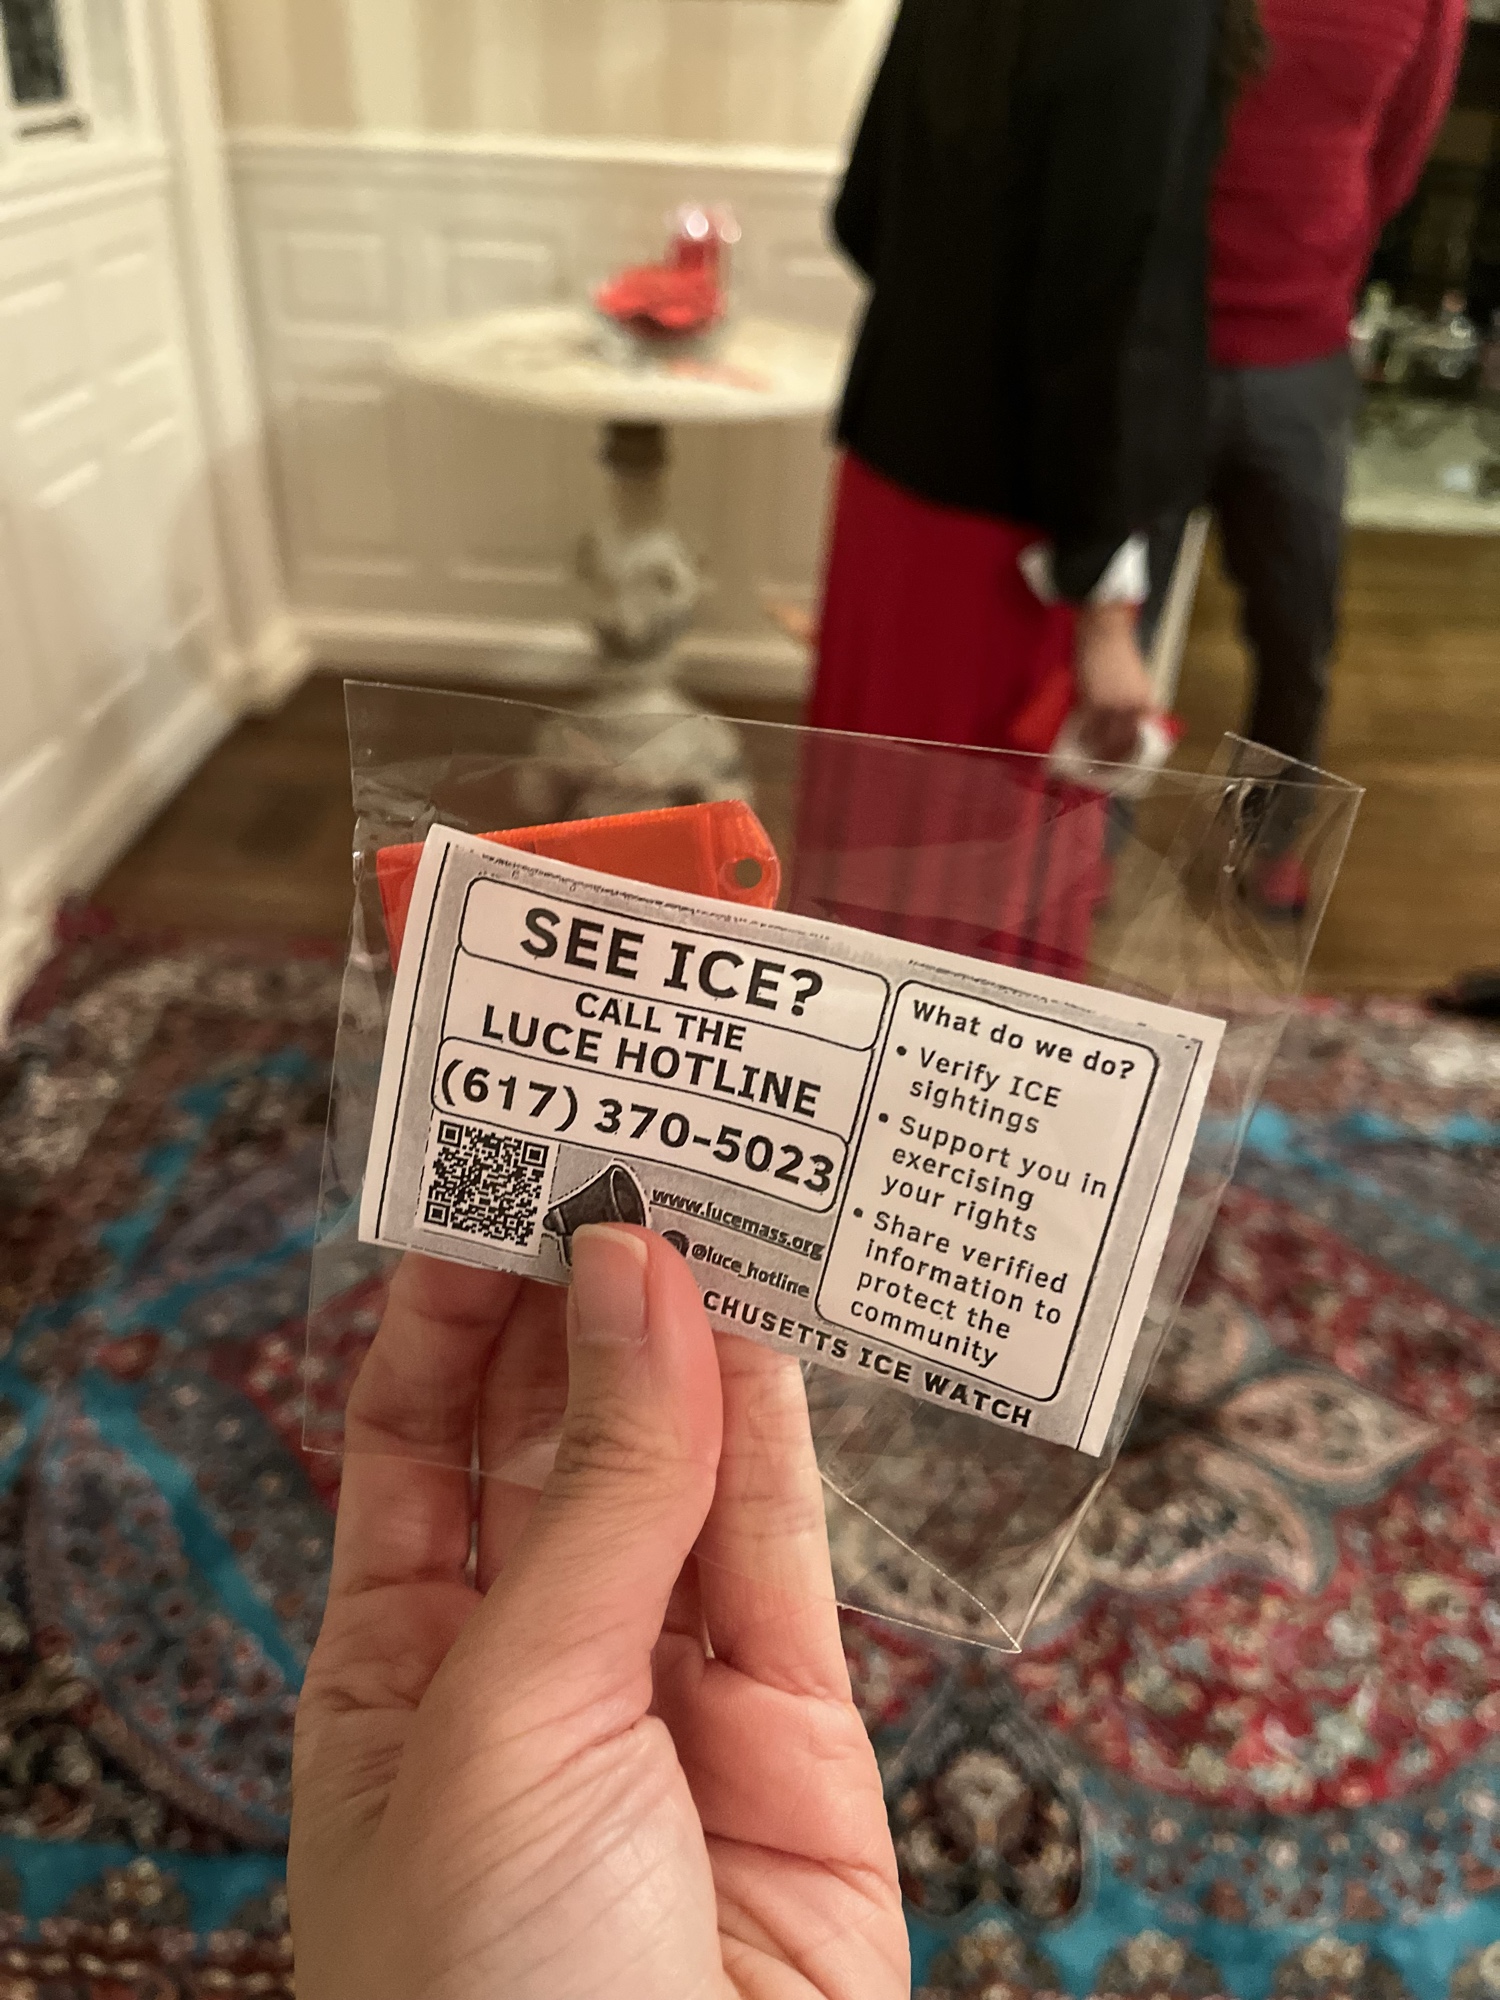 SEE ICE?
CALL THE
LUCE HOTLINE
(617) 370-5023
www.lucemass.org
@luce_hotline
CHUSETTS ICE WATCH
What do we do?
• Verify ICE
sightings
• Support you in
exercising
your rights
• Share verified
information to
protect the
community